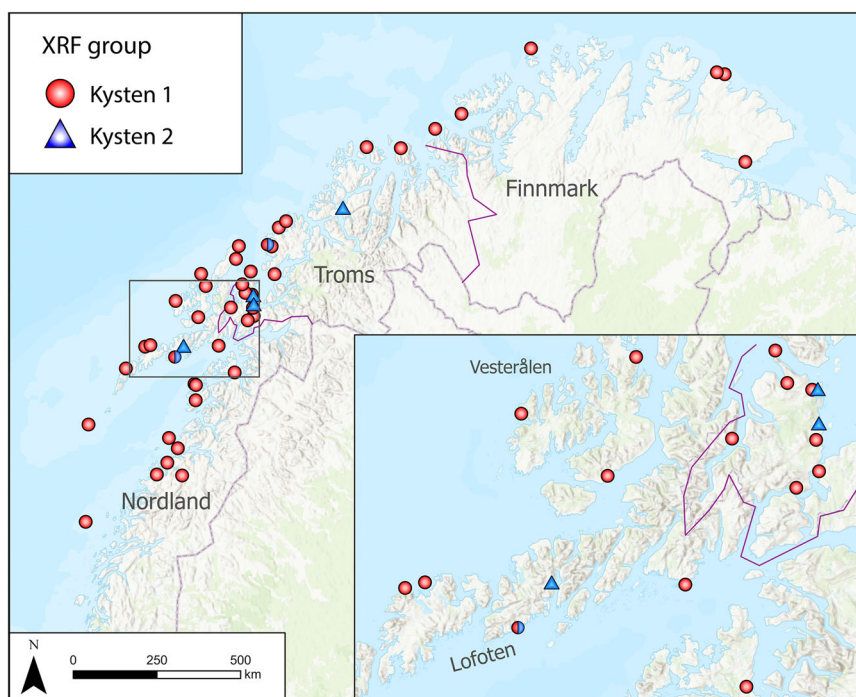 XRF group
Kysten 1
Kysten 2
Finnmark
Troms
Nordland
Vesterålen
Lofoten
N
0 250 500
km